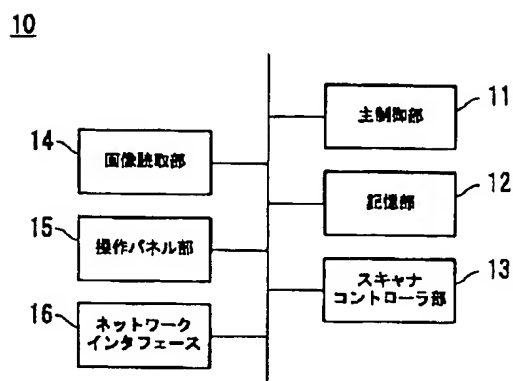 10
11
主制御部
14
画像読取部
12
記憶部
15
操作パネル部
13
スキャナ
コントローラ部
16
ネットワーク
インタフェース